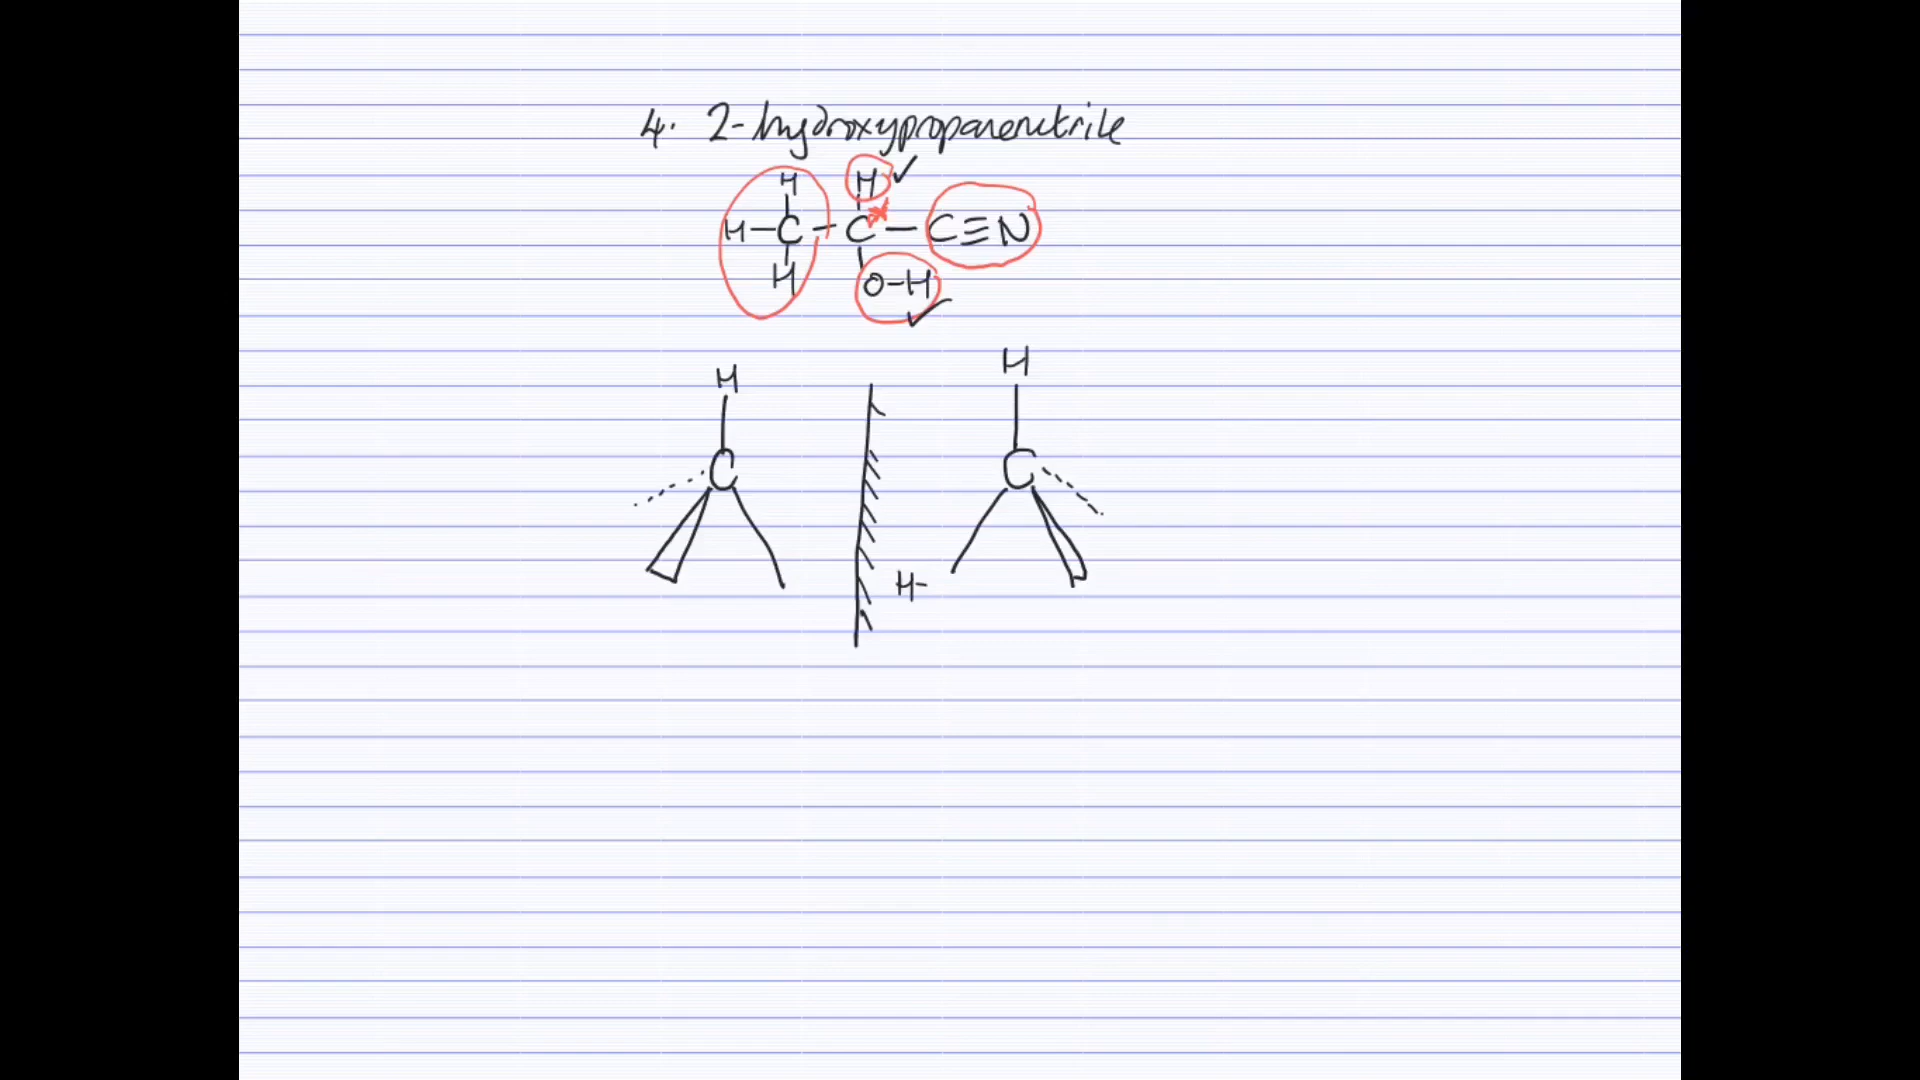 4. 2-hydroxypropanenitrile
H H ✓
H-C-C*-C≡N
H O-H ✓
H H
C C
H-